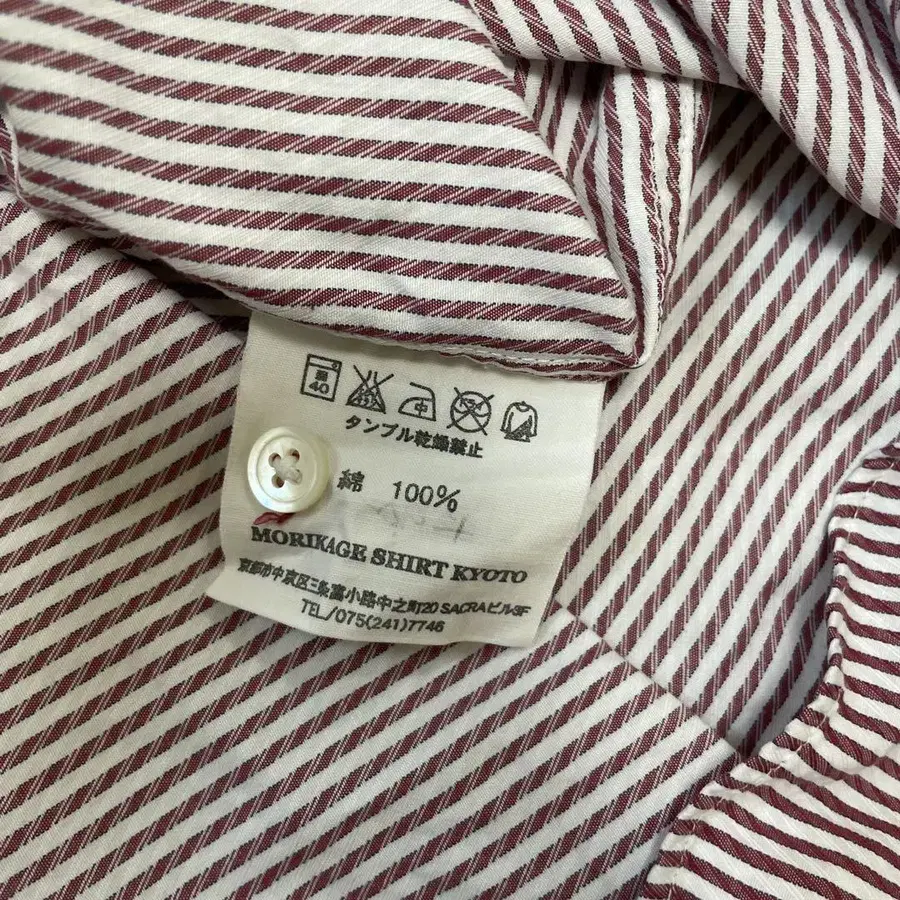 40
中
タンブル乾燥禁止
綿 100%
MORIKAGE SHIRT KYOTO
京都市中京区三条富小路中之町20 SACRAビル3F
TEL/075(241)7746